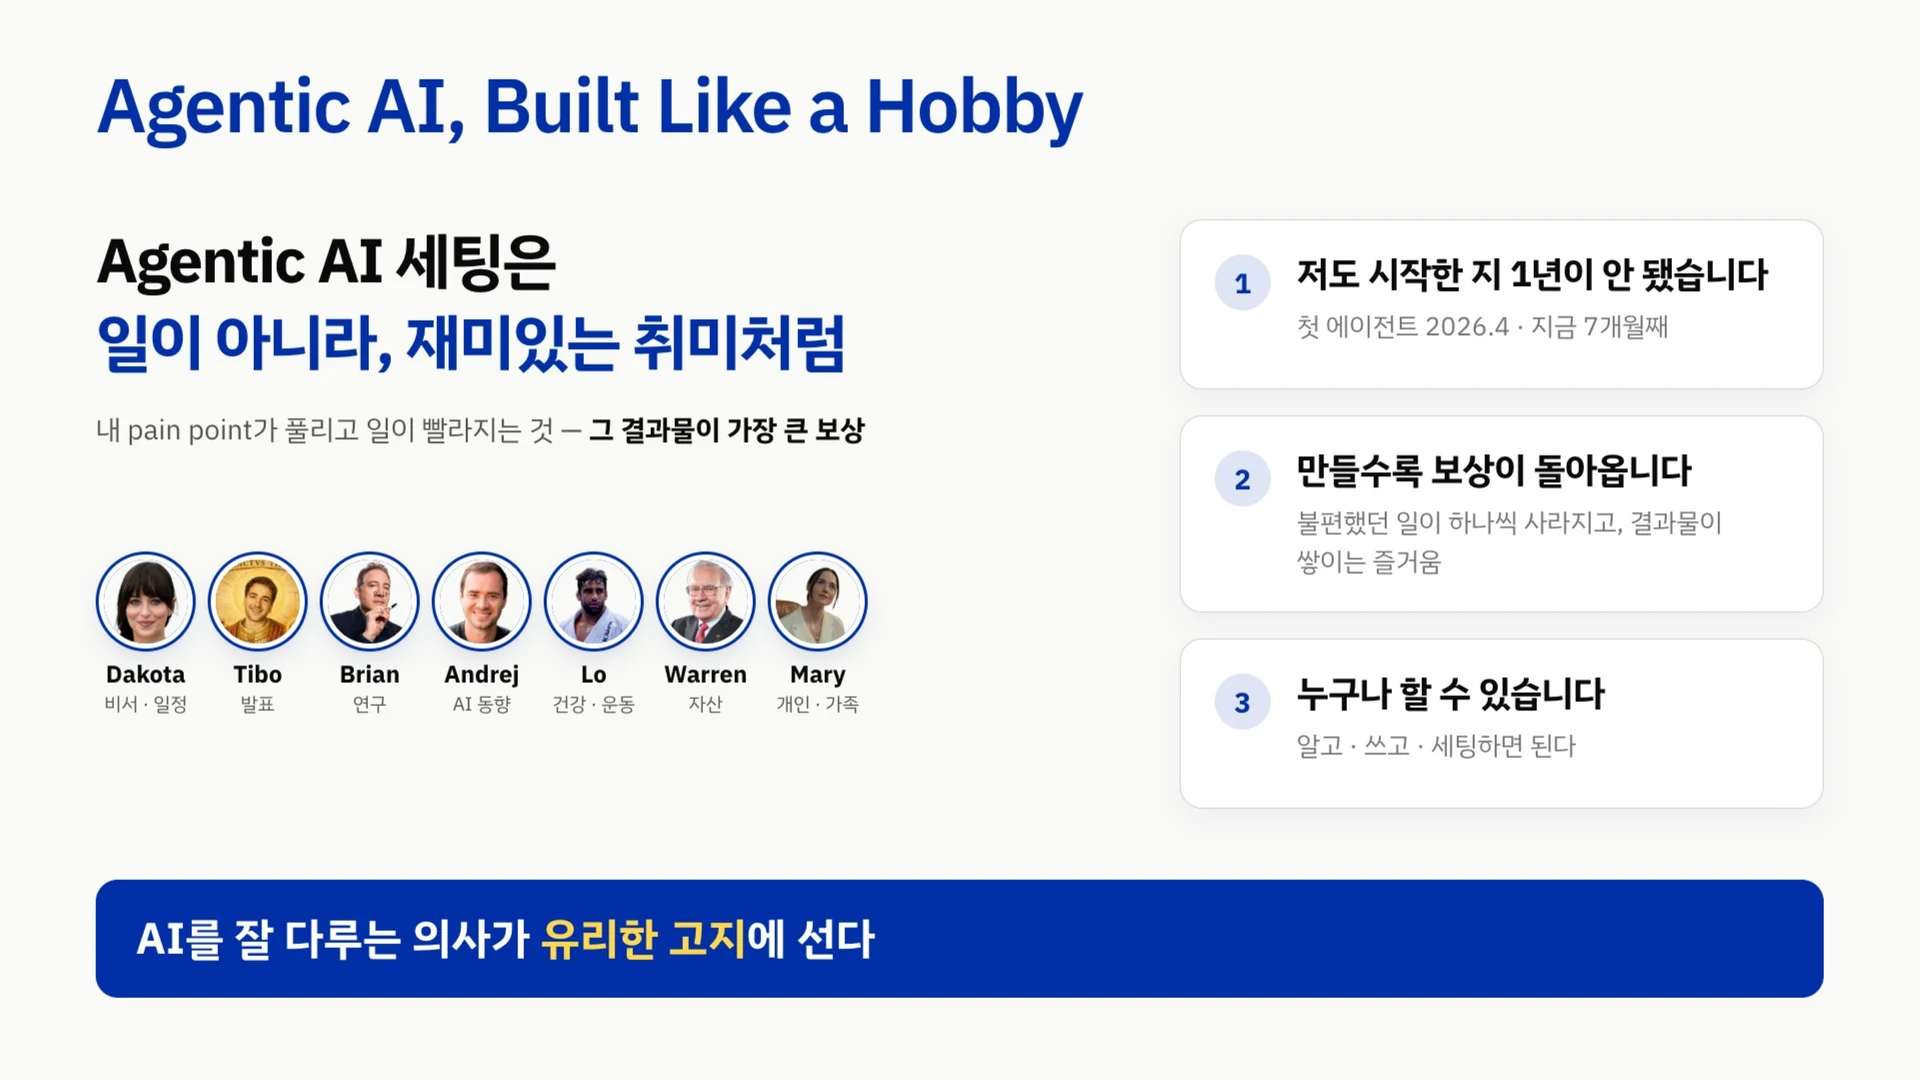 Agentic AI, Built Like a Hobby
Agentic AI 세팅은
일이 아니라, 재미있는 취미처럼
내 pain point가 풀리고 일이 빨라지는 것 — 그 결과물이 가장 큰 보상
Dakota
비서 · 일정
Tibo
발표
Brian
연구
Andrej
AI 동향
Lo
건강 · 운동
Warren
자산
Mary
개인 · 가족
1
저도 시작한 지 1년이 안 됐습니다
첫 에이전트 2026.4 · 지금 7개월째
2
만들수록 보상이 돌아옵니다
불편했던 일이 하나씩 사라지고, 결과물이
쌓이는 즐거움
3
누구나 할 수 있습니다
알고 · 쓰고 · 세팅하면 된다
AI를 잘 다루는 의사가 유리한 고지에 선다